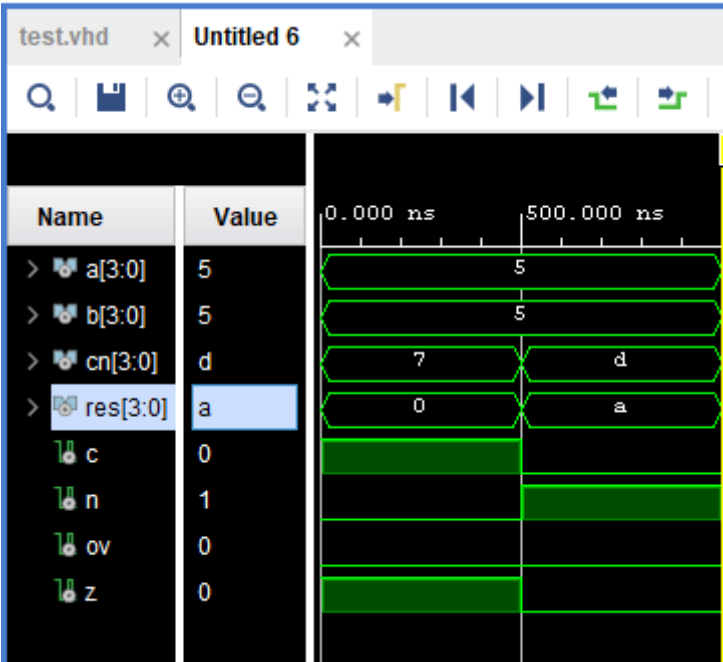 test.vhd × Untitled 6 ×
Name Value 0.000 ns 500.000 ns
> a[3:0] 5 5
> b[3:0] 5 5
> cn[3:0] d 7 d
> res[3:0] a 0 a
c 0
n 1
ov 0
z 0